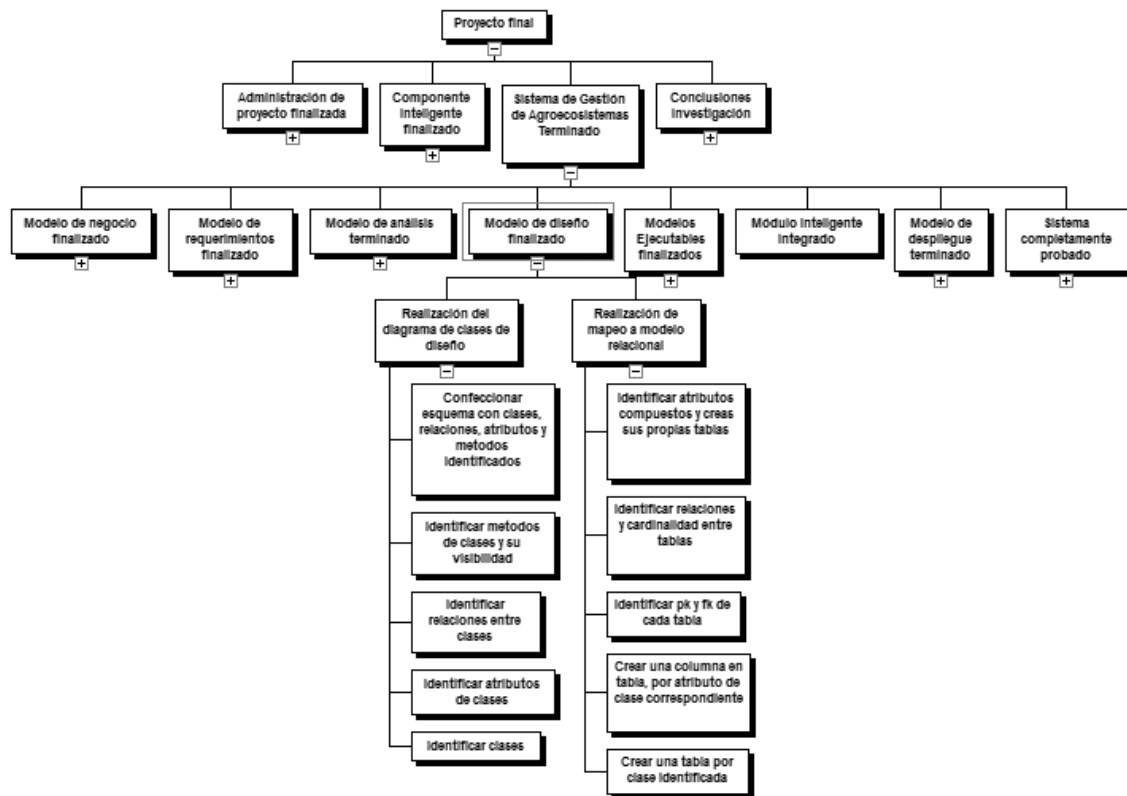 Proyecto final
Administración de
proyecto finalizada
Componente
inteligente
finalizado
Sistema de Gestión
de Agroecosistemas
Terminado
Conclusiones
investigación
Modelo de negocio
finalizado
Modelo de
requerimientos
finalizado
Modelo de análisis
terminado
Modelo de diseño
finalizado
Modelos
Ejecutables
finalizados
Módulo inteligente
integrado
Modelo de
despliegue
terminado
Sistema
completamente
probado
Realización del
diagrama de clases de
diseño
Confeccionar
esquema con clases,
relaciones, atributos y
metodos
identificados
Identificar metodos
de clases y su
visibilidad
Identificar
relaciones entre
clases
Identificar atributos
de clases
Identificar clases
Realización de
mapeo a modelo
relacional
Identificar atributos
compuestos y creas
sus propias tablas
Identificar relaciones
y cardinalidad entre
tablas
Identificar pk y fk de
cada tabla
Crear una columna en
tabla, por atributo de
clase correspondiente
Crear una tabla por
clase identificada